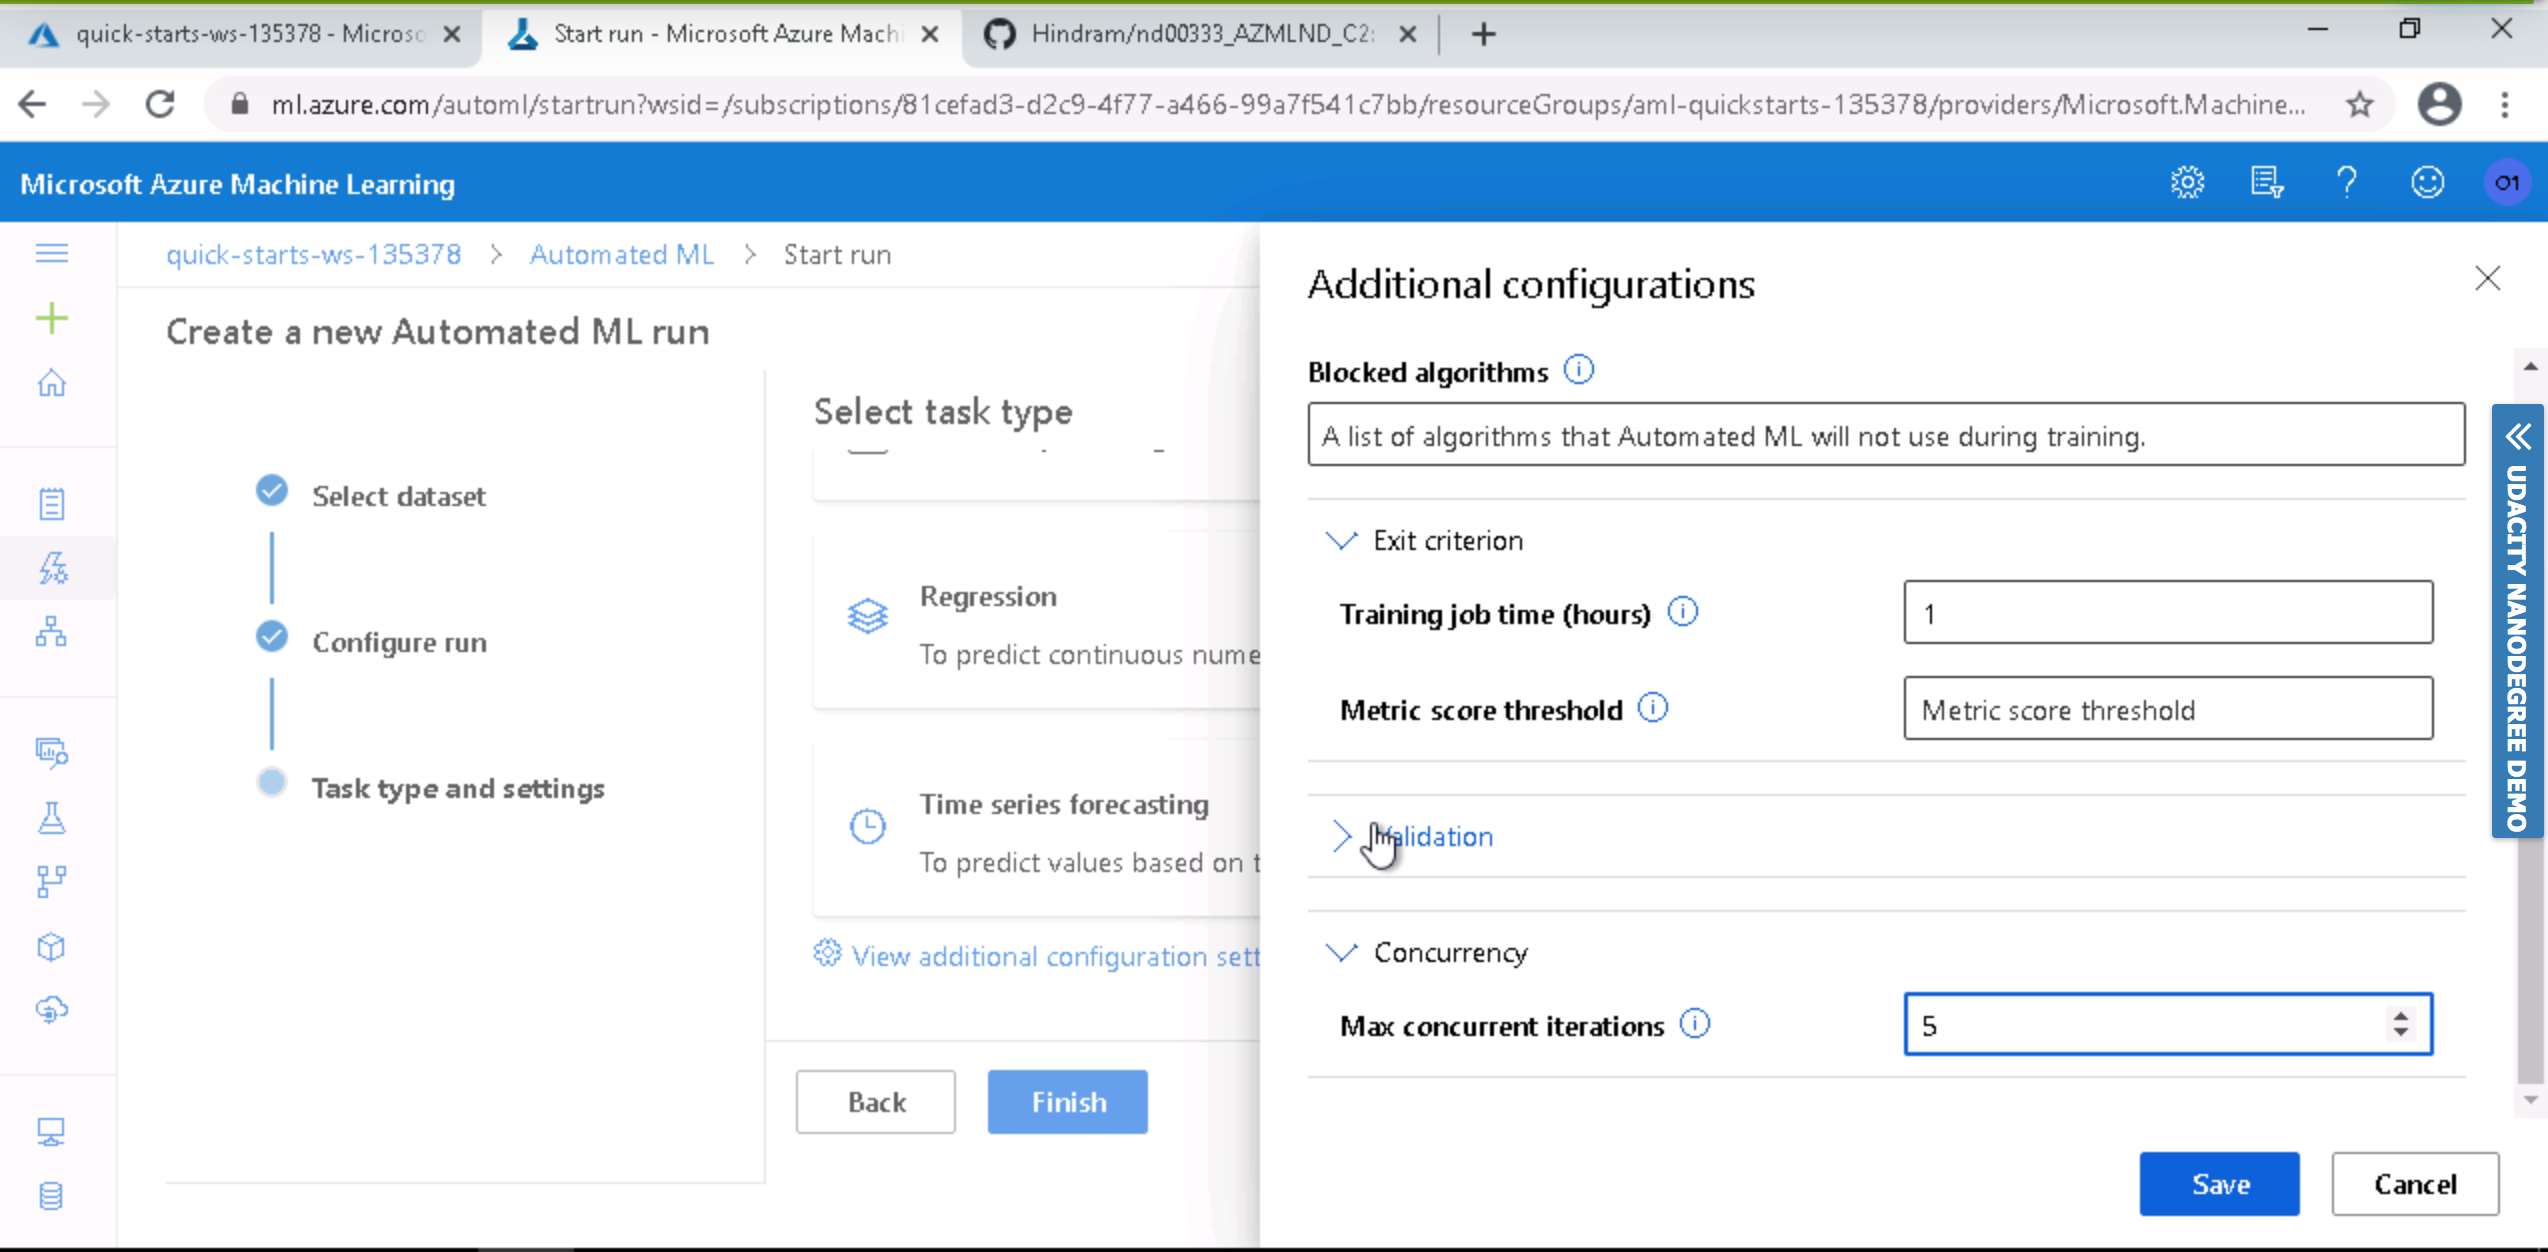 quick-starts-ws-135378 - Microso
Start run - Microsoft Azure Machi
Hindram/nd00333_AZMLND_C2:
ml.azure.com/automl/startrun?wsid=/subscriptions/81cefad3-d2c9-4f77-a466-99a7f541c7bb/resourceGroups/aml-quickstarts-135378/providers/Microsoft.Machine...
Microsoft Azure Machine Learning
01
quick-starts-ws-135378 > Automated ML > Start run
Create a new Automated ML run
Select dataset
Configure run
Task type and settings
Select task type
Regression
To predict continuous nume
Time series forecasting
To predict values based on t
View additional configuration sett
Back
Finish
Additional configurations
Blocked algorithms
A list of algorithms that Automated ML will not use during training.
Exit criterion
Training job time (hours)
1
Metric score threshold
Metric score threshold
Validation
Concurrency
Max concurrent iterations
5
Save
Cancel
UDACITY NANODEGREE DEMO